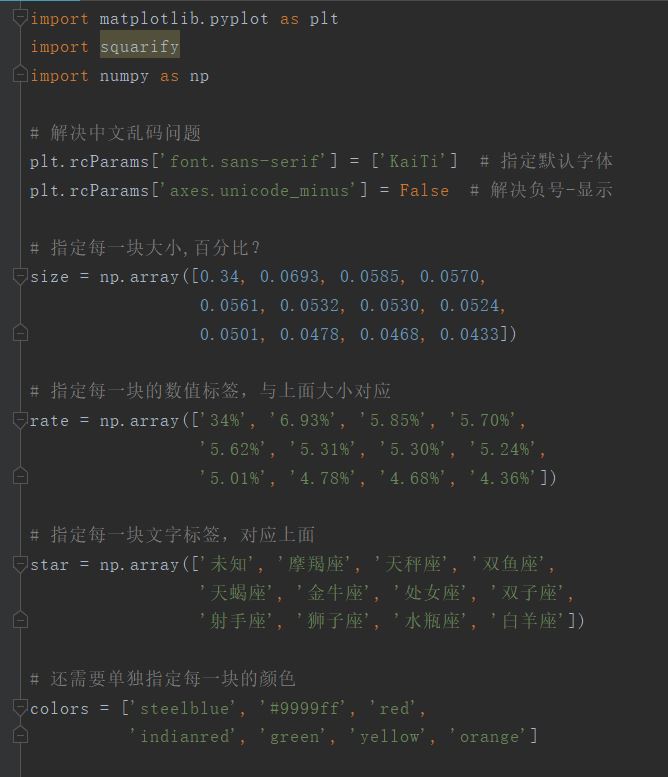 import matplotlib.pyplot as plt
import squarify
import numpy as np
# 解决中文乱码问题
plt.rcParams['font.sans-serif'] = ['KaiTi']  # 指定默认字体
plt.rcParams['axes.unicode_minus'] = False  # 解决负号-显示
# 指定每一块大小,百分比?
size = np.array([0.34, 0.0693, 0.0585, 0.0570,
0.0561, 0.0532, 0.0530, 0.0524,
0.0501, 0.0478, 0.0468, 0.0433])
# 指定每一块的数值标签，与上面大小对应
rate = np.array(['34%', '6.93%', '5.85%', '5.70%',
'5.62%', '5.31%', '5.30%', '5.24%',
'5.01%', '4.78%', '4.68%', '4.36%'])
# 指定每一块文字标签，对应上面
star = np.array(['未知', '摩羯座', '天秤座', '双鱼座',
'天蝎座', '金牛座', '处女座', '双子座',
'射手座', '狮子座', '水瓶座', '白羊座'])
# 还需要单独指定每一块的颜色
colors = ['steelblue', '#9999ff', 'red',
'indianred', 'green', 'yellow', 'orange']